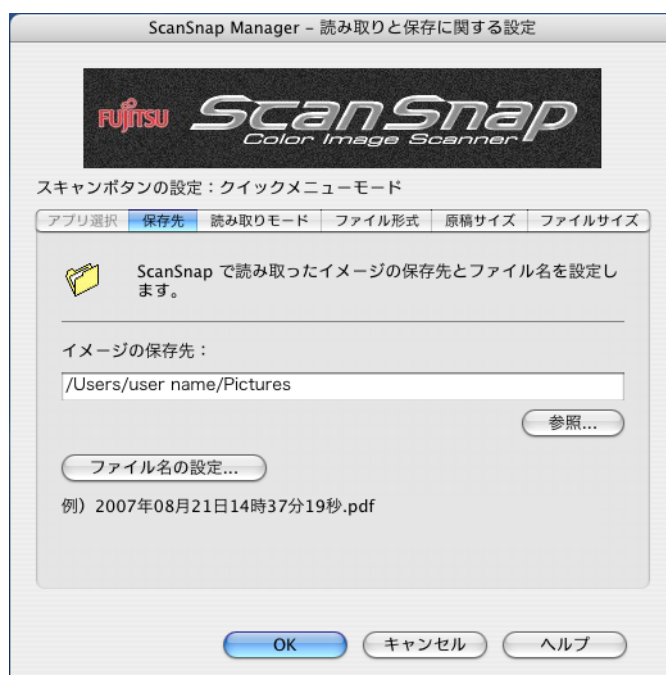 ScanSnap Manager – 読み取りと保存に関する設定
FUJITSU ScanSnap
Color Image Scanner
スキャンボタンの設定：クイックメニューモード
アプリ選択 保存先 読み取りモード ファイル形式 原稿サイズ ファイルサイズ
ScanSnap で読み取ったイメージの保存先とファイル名を設定し
ます。
イメージの保存先：
/Users/user name/Pictures
参照...
ファイル名の設定...
例）2007年08月21日14時37分19秒.pdf
OK キャンセル ヘルプ